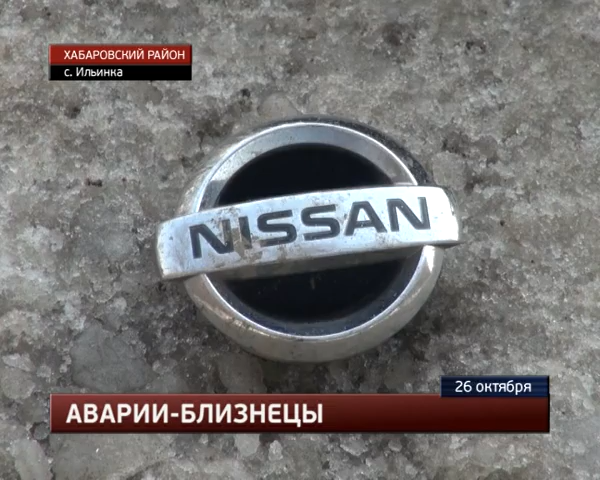 ХАБАРОВСКИЙ РАЙОН
с. Ильинка
NISSAN
26 октября
АВАРИИ-БЛИЗНЕЦЫ